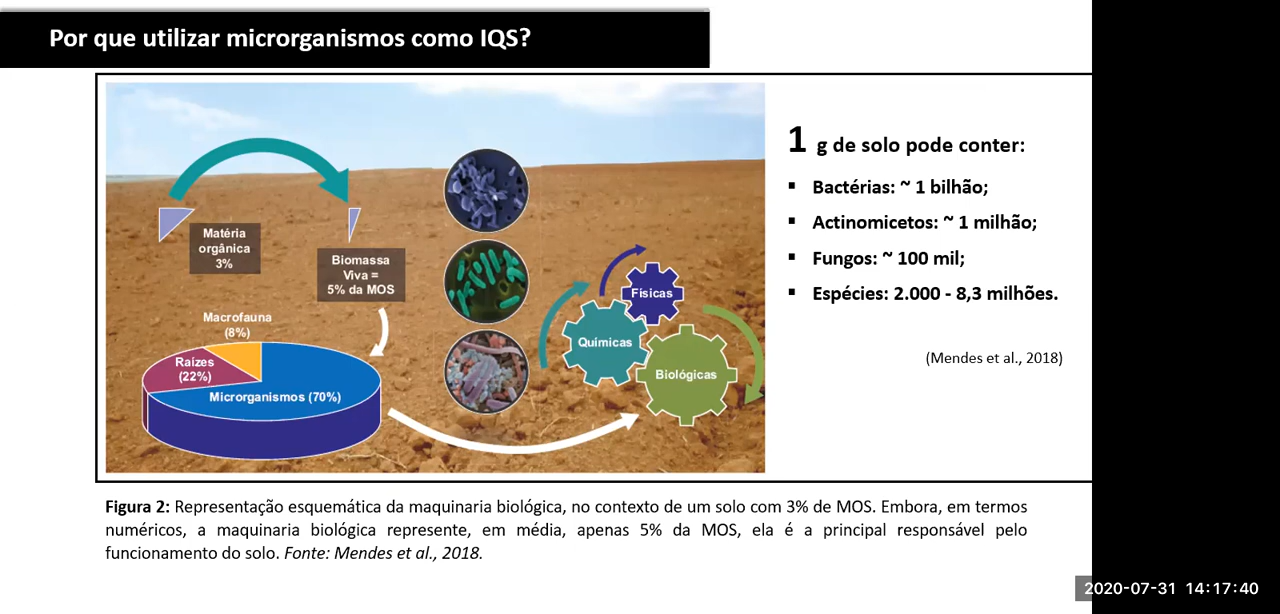 Por que utilizar microrganismos como IQS?
Matéria
orgânica
3%
Biomassa
Viva =
5% da MOS
Macrofauna
(8%)
Raízes
(22%)
Microrganismos (70%)
Físicas
Químicas
Biológicas
1 g de solo pode conter:
▪ Bactérias: ~ 1 bilhão;
▪ Actinomicetos: ~ 1 milhão;
▪ Fungos: ~ 100 mil;
▪ Espécies: 2.000 - 8,3 milhões.
(Mendes et al., 2018)
Figura 2: Representação esquemática da maquinaria biológica, no contexto de um solo com 3% de MOS. Embora, em termos
numéricos, a maquinaria biológica represente, em média, apenas 5% da MOS, ela é a principal responsável pelo
funcionamento do solo. Fonte: Mendes et al., 2018.
2020-07-31 14:17:40